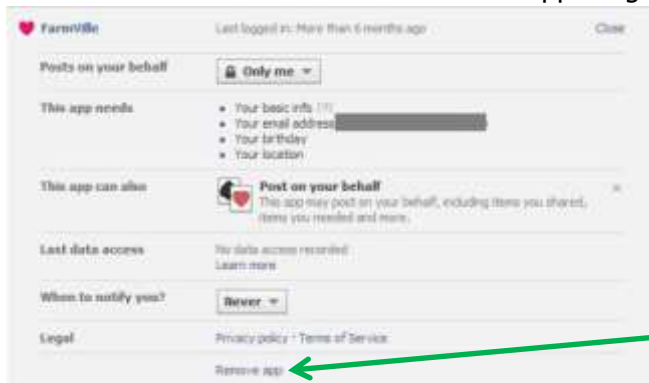 FarmVille Last logged in: More than 6 months ago Close
Posts on your behalf Only me
This app needs • Your basic info [?]
• Your email address
• Your birthday
• Your location
This app can also Post on your behalf ×
This app may post on your behalf, including items you shared,
items you needed and more.
Last data access No data access recorded
Learn more
When to notify you? Never
Legal Privacy policy · Terms of Service
Remove app